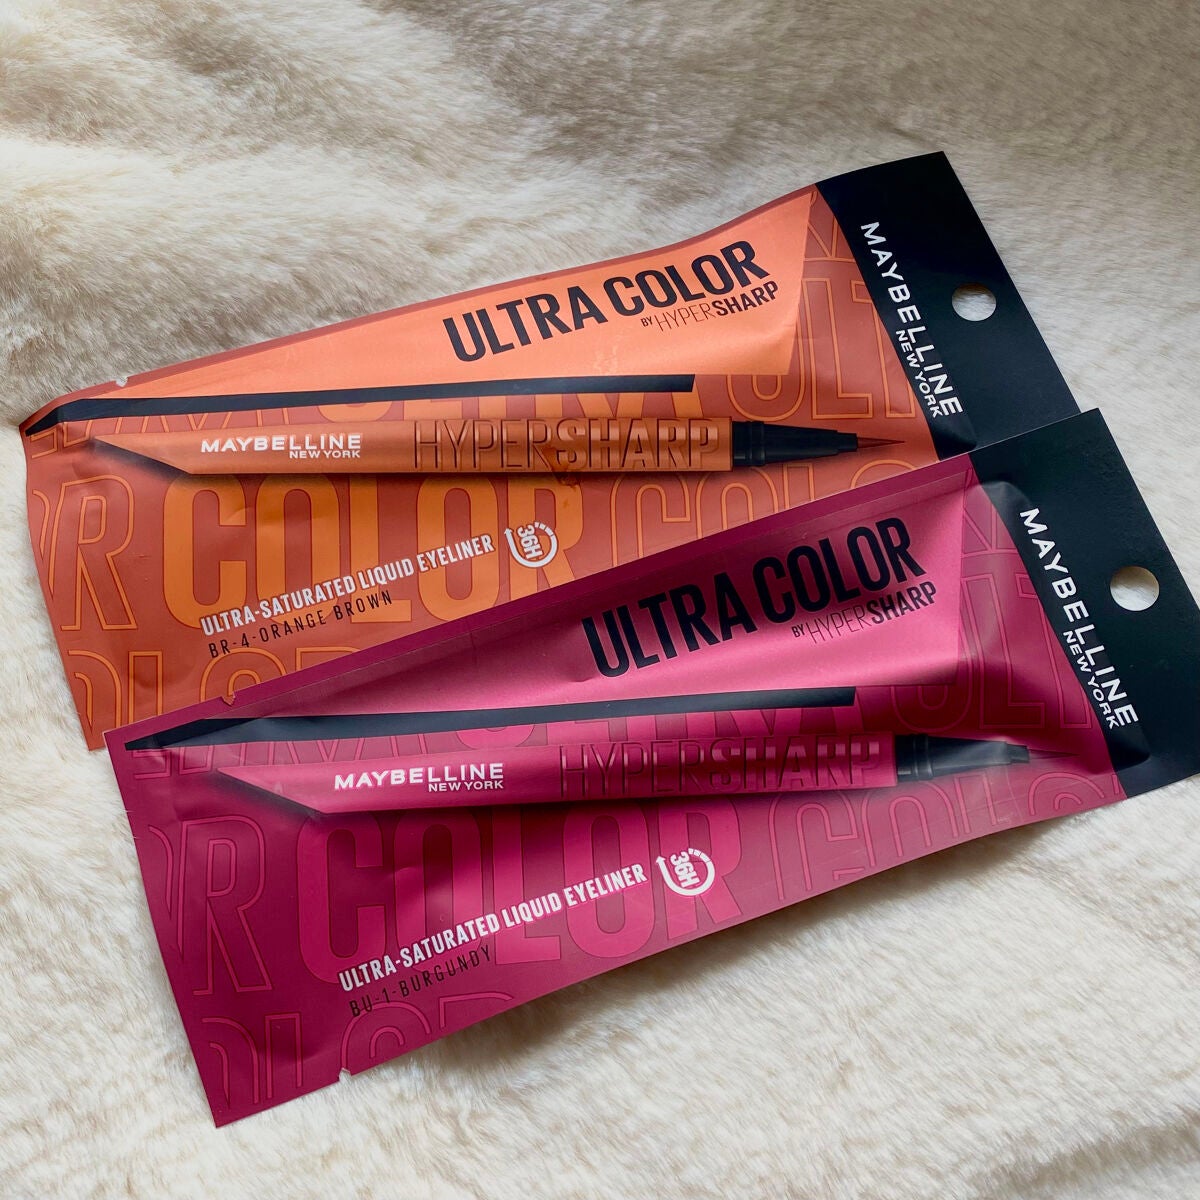 ULTRA COLOR
BY HYPERSHARP
MAYBELLINE
NEW YORK
MAYBELLINE
NEW YORK
HYPERSHARP
COLOR
ULTRA-SATURATED LIQUID EYELINER
36H
BR-4-ORANGE BROWN
ULTRA COLOR
BY HYPERSHARP
MAYBELLINE
NEW YORK
MAYBELLINE
NEW YORK
HYPERSHARP
COLOR
ULTRA-SATURATED LIQUID EYELINER
36H
BU-1-BURGUNDY